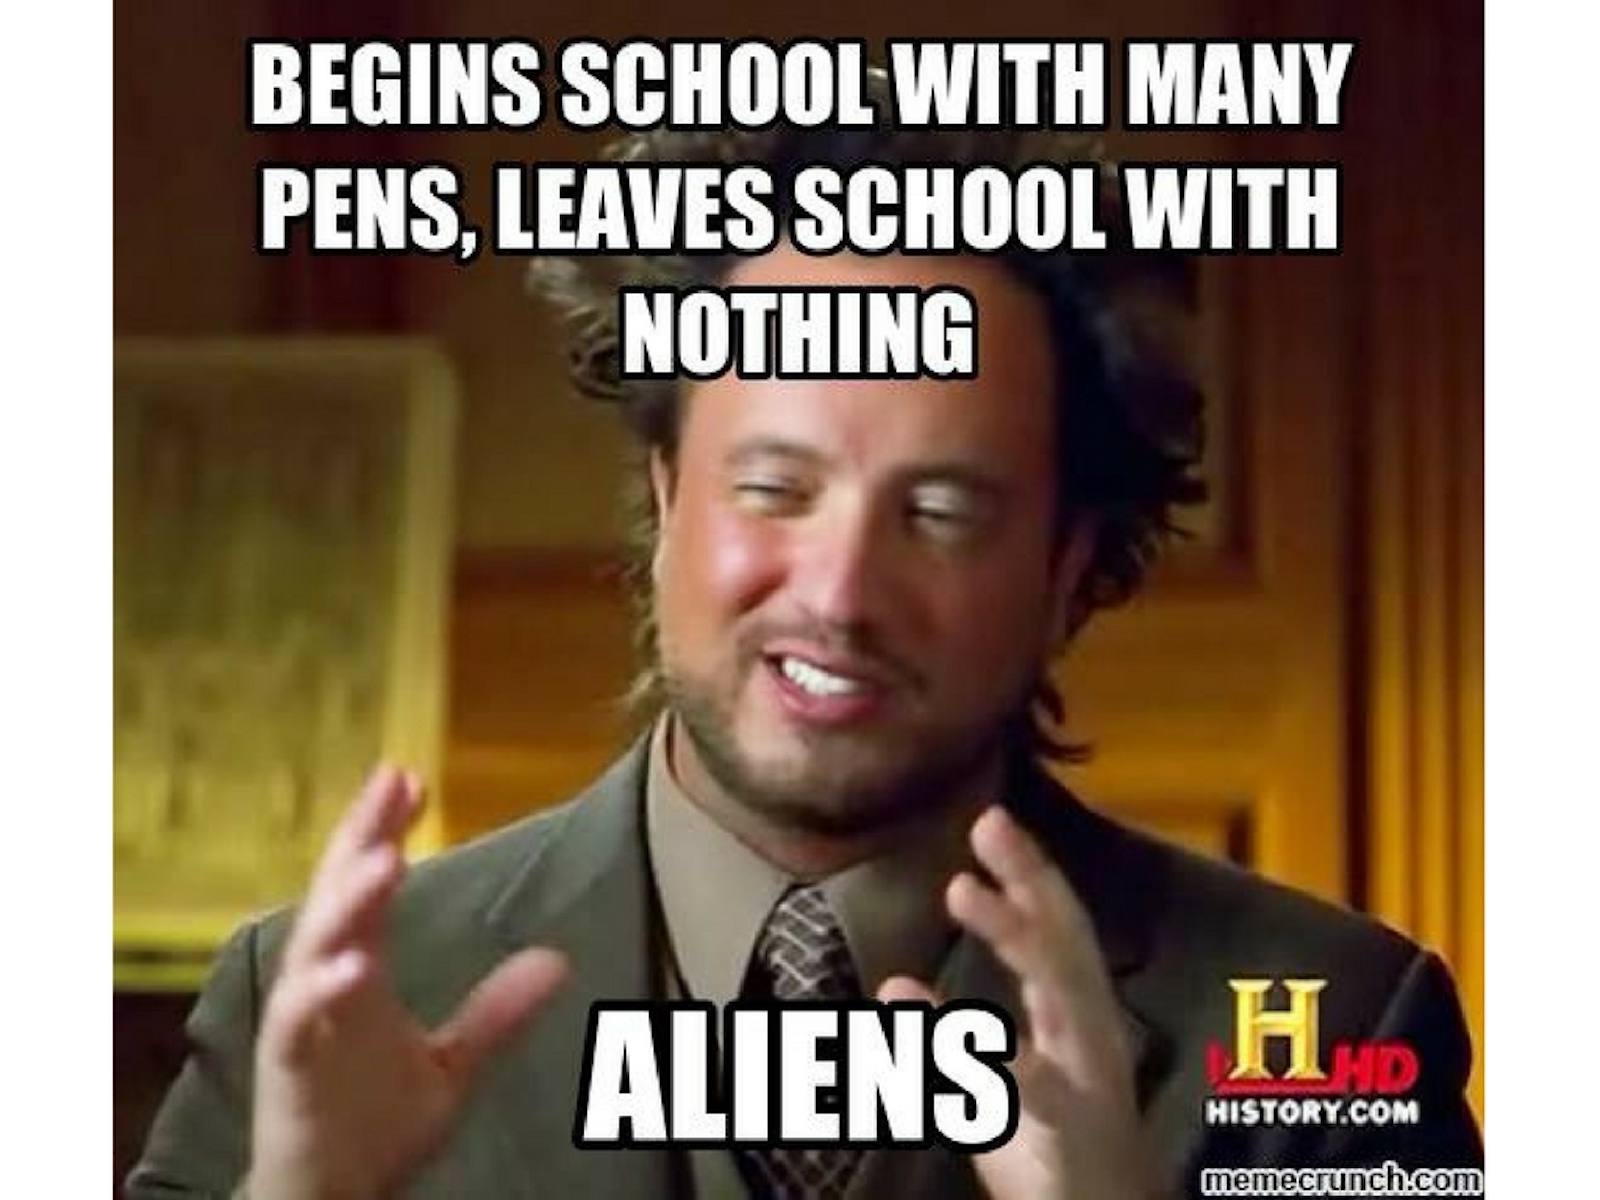 BEGINS SCHOOL WITH MANY
PENS, LEAVES SCHOOL WITH
NOTHING
ALIENS
H HD
HISTORY.COM
memecrunch.com